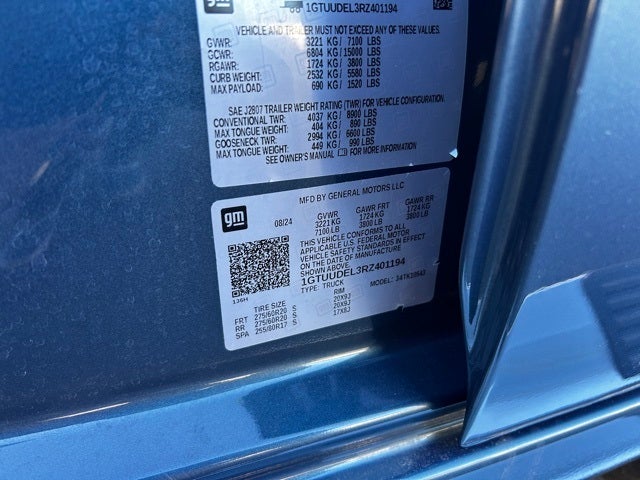 gm
1GTUUDEL3RZ401194
VEHICLE AND TRAILER MUST NOT EXCEED ANY OF THESE VALUES.
GVWR: 3221 KG/ 7100 LBS
GCWR: 6804 KG/ 15000 LBS
RGAWR: 1724 KG/ 3800 LBS
CURB WEIGHT: 2532 KG/ 5580 LBS
MAX PAYLOAD: 690 KG/ 1520 LBS
SAE J2807 TRAILER WEIGHT RATING (TWR) FOR VEHICLE CONFIGURATION.
CONVENTIONAL TWR: 4037 KG/ 8900 LBS
MAX TONGUE WEIGHT: 404 KG/ 890 LBS
GOOSENECK TWR: 2994 KG/ 6600 LBS
MAX TONGUE WEIGHT: 449 KG/ 990 LBS
SEE OWNER'S MANUAL FOR MORE INFORMATION
gm
MFD BY GENERAL MOTORS LLC
08/24 GVWR GAWR FRT GAWR RR
3221 KG 1724 KG 1724 KG
7100 LB 3800 LB 3800 LB
THIS VEHICLE CONFORMS TO ALL
APPLICABLE U.S. FEDERAL MOTOR
VEHICLE SAFETY STANDARDS IN EFFECT
ON THE DATE OF MANUFACTURE
SHOWN ABOVE.
1GTUUDEL3RZ401194
TYPE: TRUCK MODEL:
136H
TIRE SIZE RIM
FRT 275/60R20 S 20X9J
RR 275/60R20 S 20X9J
SPA 255/80R17 S 17X8J